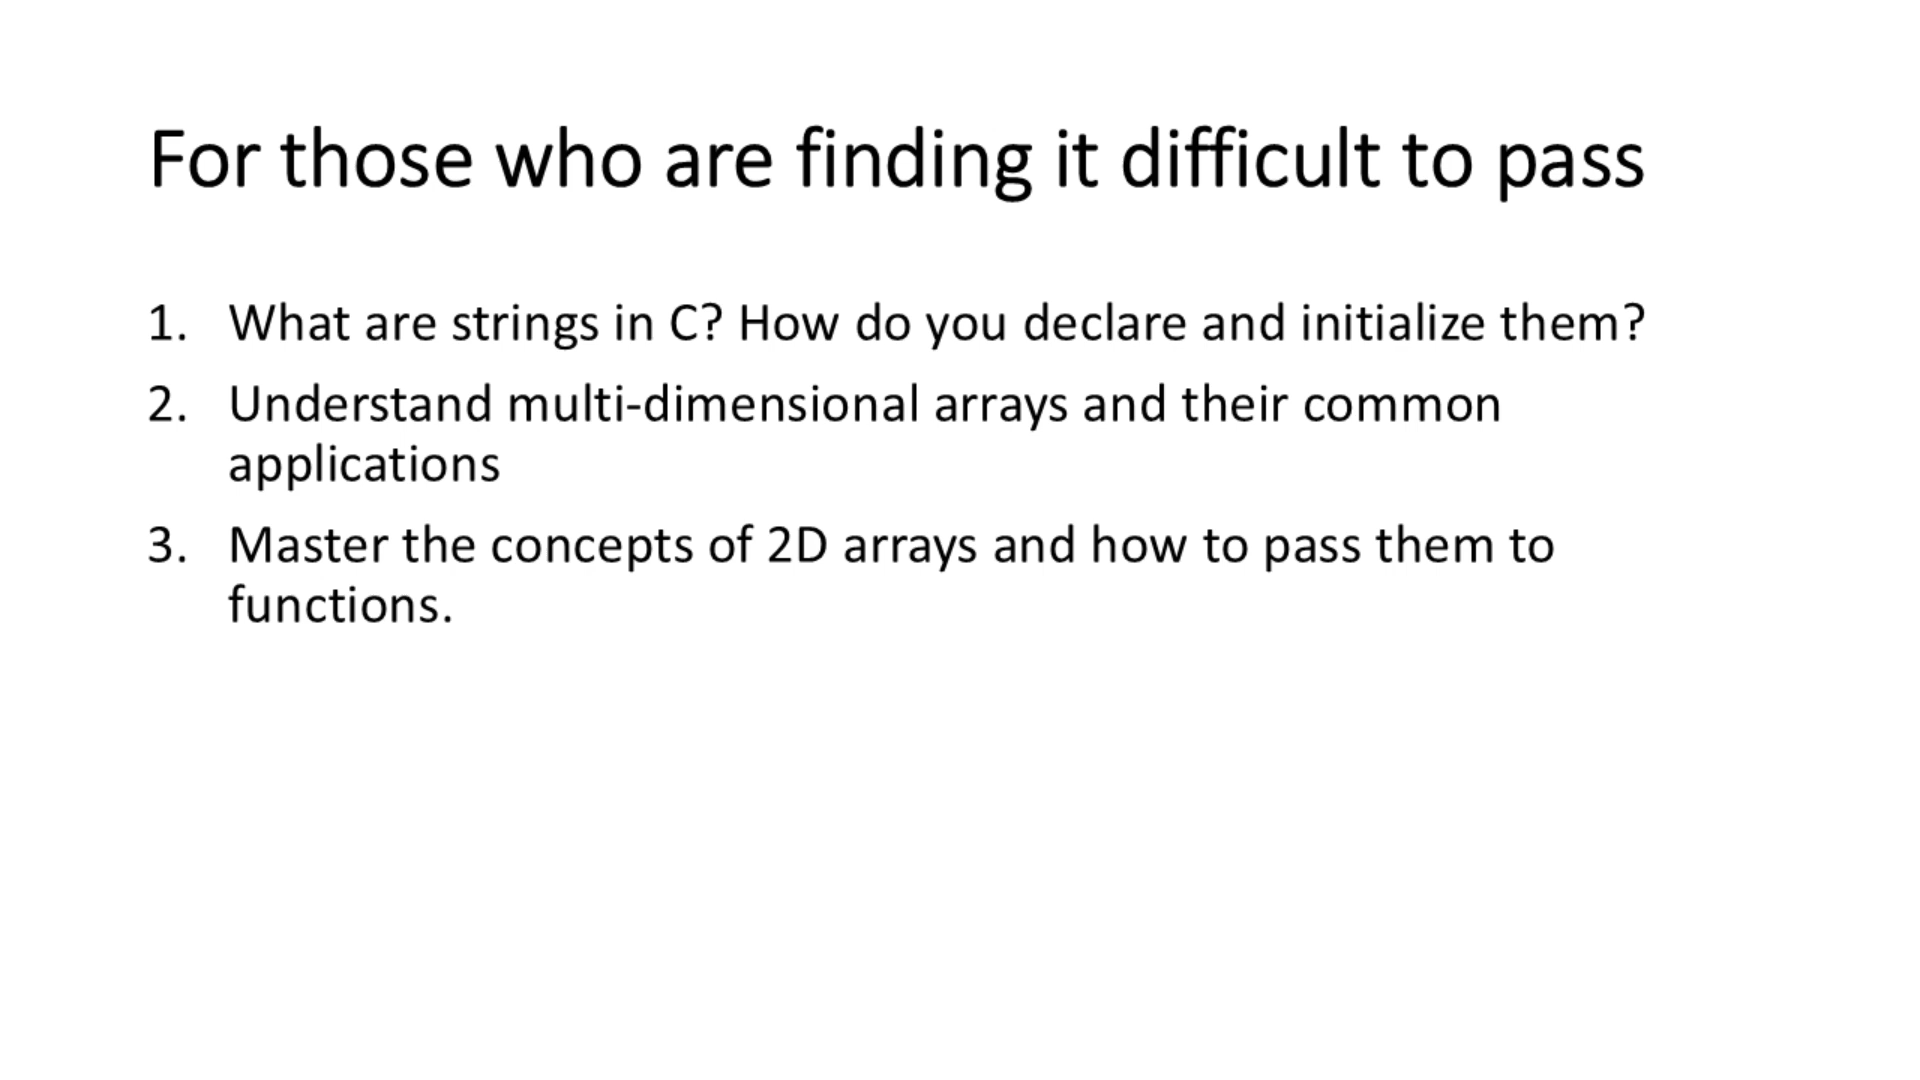 For those who are finding it difficult to pass
1. What are strings in C? How do you declare and initialize them?
2. Understand multi-dimensional arrays and their common
applications
3. Master the concepts of 2D arrays and how to pass them to
functions.